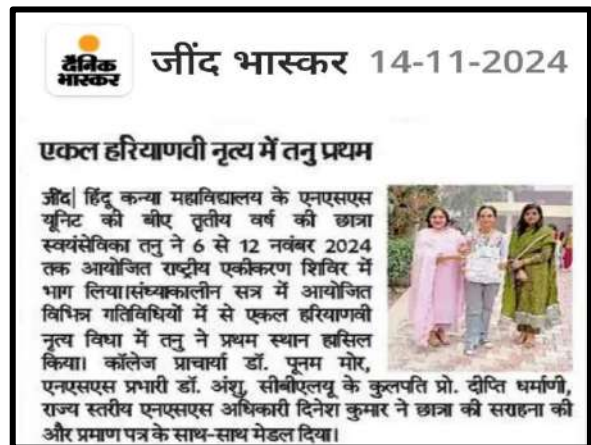 दैनिक
भास्कर
जींद भास्कर 14-11-2024
एकल हरियाणवी नृत्य में तनु प्रथम
जींद| हिंदू कन्या महाविद्यालय के एनएसएस
यूनिट की बीए तृतीय वर्ष की छात्रा
स्वयंसेविका तनु ने 6 से 12 नवंबर 2024
तक आयोजित राष्ट्रीय एकीकरण शिविर में
भाग लिया।संध्याकालीन सत्र में आयोजित
विभिन्न गतिविधियों में से एकल हरियाणवी
नृत्य विधा में तनु ने प्रथम स्थान हासिल
किया। कॉलेज प्राचार्या डॉ. पूनम मोर,
एनएसएस प्रभारी डॉ. अंशु, सीबीएलयू के कुलपति प्रो. दीप्ति धर्माणी,
राज्य स्तरीय एनएसएस अधिकारी दिनेश कुमार ने छात्रा की सराहना की
और प्रमाण पत्र के साथ-साथ मेडल दिया।